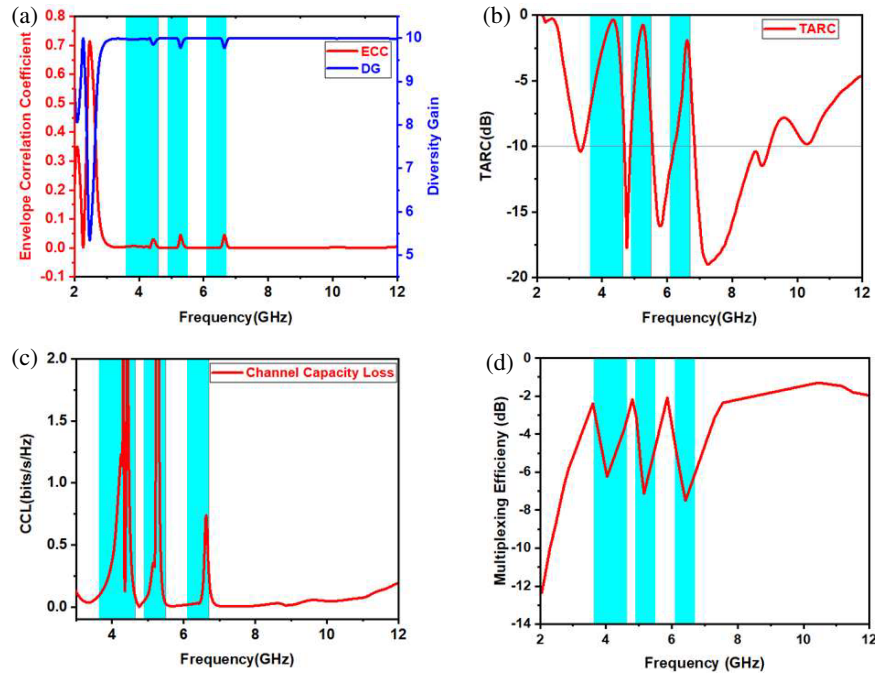 (a)
0.8
0.7
0.6
0.5
0.4
0.3
0.2
0.1
0.0
-0.1
Envelope Correlation Coefficient
ECC
DG
10
9
8
7
6
5
Diversity Gain
2 4 6 8 10 12
Frequency(GHz)
(b)
0
-5
-10
-15
-20
TARC(dB)
TARC
2 4 6 8 10 12
Frequency(GHz)
(c)
2.0
1.5
1.0
0.5
0.0
CCL(bits/s/Hz)
Channel Capacity Loss
4 6 8 10 12
Frequency(GHz)
(d)
0
-2
-4
-6
-8
-10
-12
-14
Multiplexing Efficieny (dB)
2 4 6 8 10 12
Frequency (GHz)